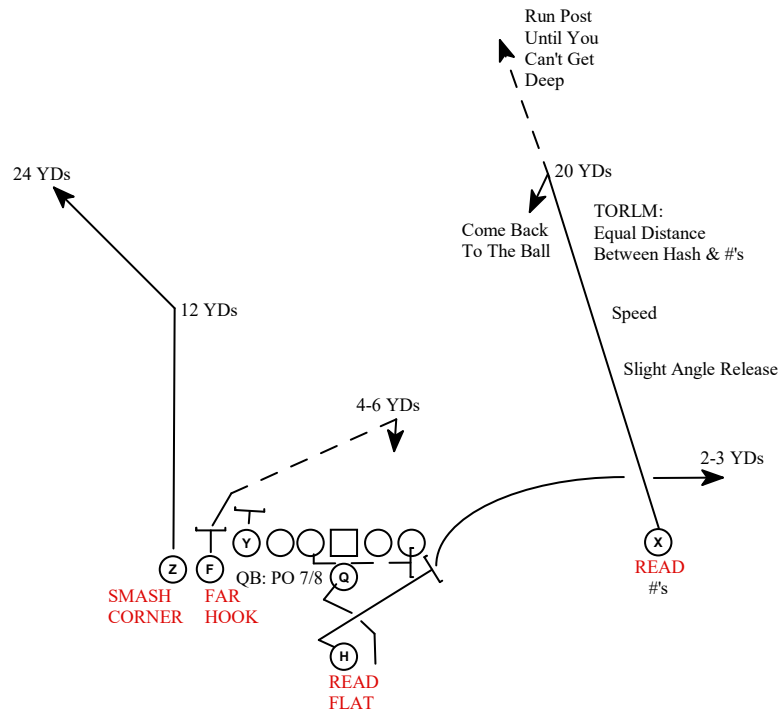 Run Post
Until You
Can't Get
Deep
24 YDs
20 YDs
TORLM:
Equal Distance
Between Hash & #'s
Come Back
To The Ball
12 YDs
Speed
Slight Angle Release
4-6 YDs
2-3 YDs
Y
X
Z
F
QB: PO 7/8
Q
READ
#'s
SMASH
CORNER
FAR
HOOK
H
READ
FLAT